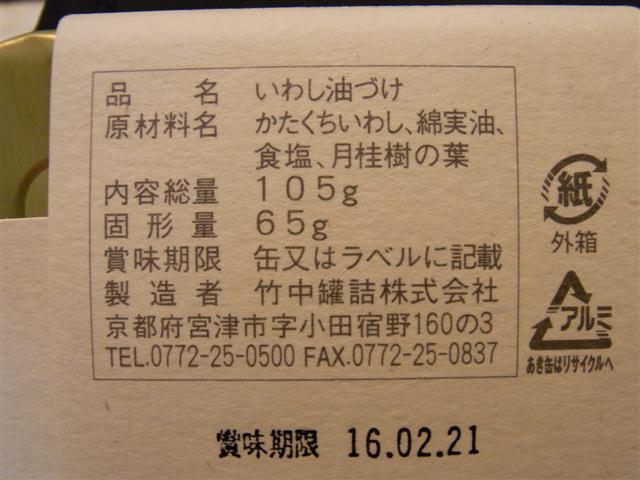 品名 いわし油づけ
原材料名 かたくちいわし、綿実油、
食塩、月桂樹の葉
内容総量 105g
固形量 65g
賞味期限 缶又はラベルに記載
製造者 竹中罐詰株式会社
京都府宮津市字小田宿野160の3
TEL.0772-25-0500 FAX.0772-25-0837
紙
外箱
アルミ
あき缶はリサイクルへ
賞味期限 16.02.21